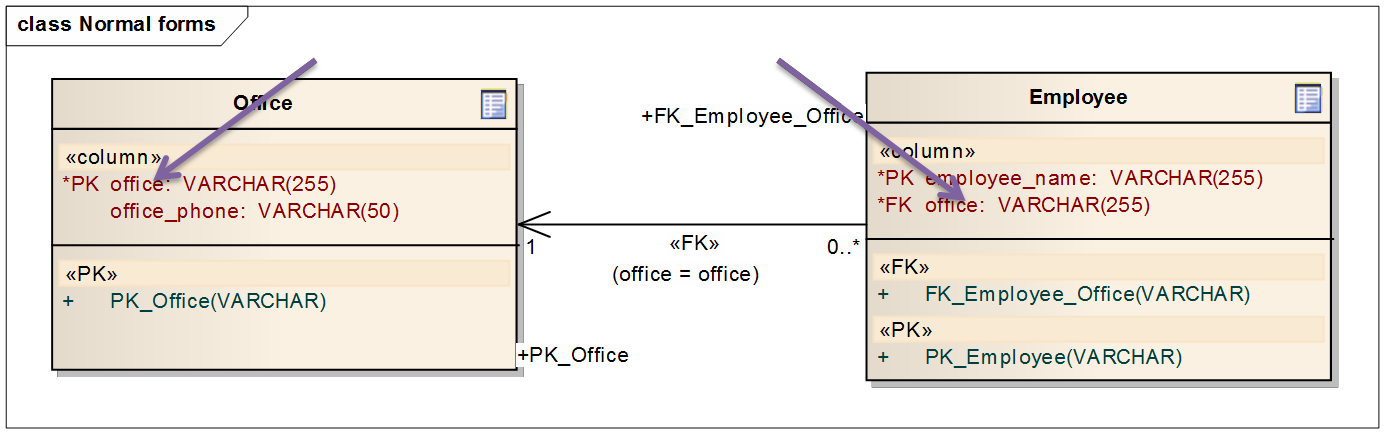 class Normal forms
Office
«column»
*PK office: VARCHAR(255)
office_phone: VARCHAR(50)
«PK»
+ PK_Office(VARCHAR)
+FK_Employee_Office
1
«FK»
0..*
(office = office)
+PK_Office
Employee
«column»
*PK employee_name: VARCHAR(255)
*FK office: VARCHAR(255)
«FK»
+ FK_Employee_Office(VARCHAR)
«PK»
+ PK_Employee(VARCHAR)